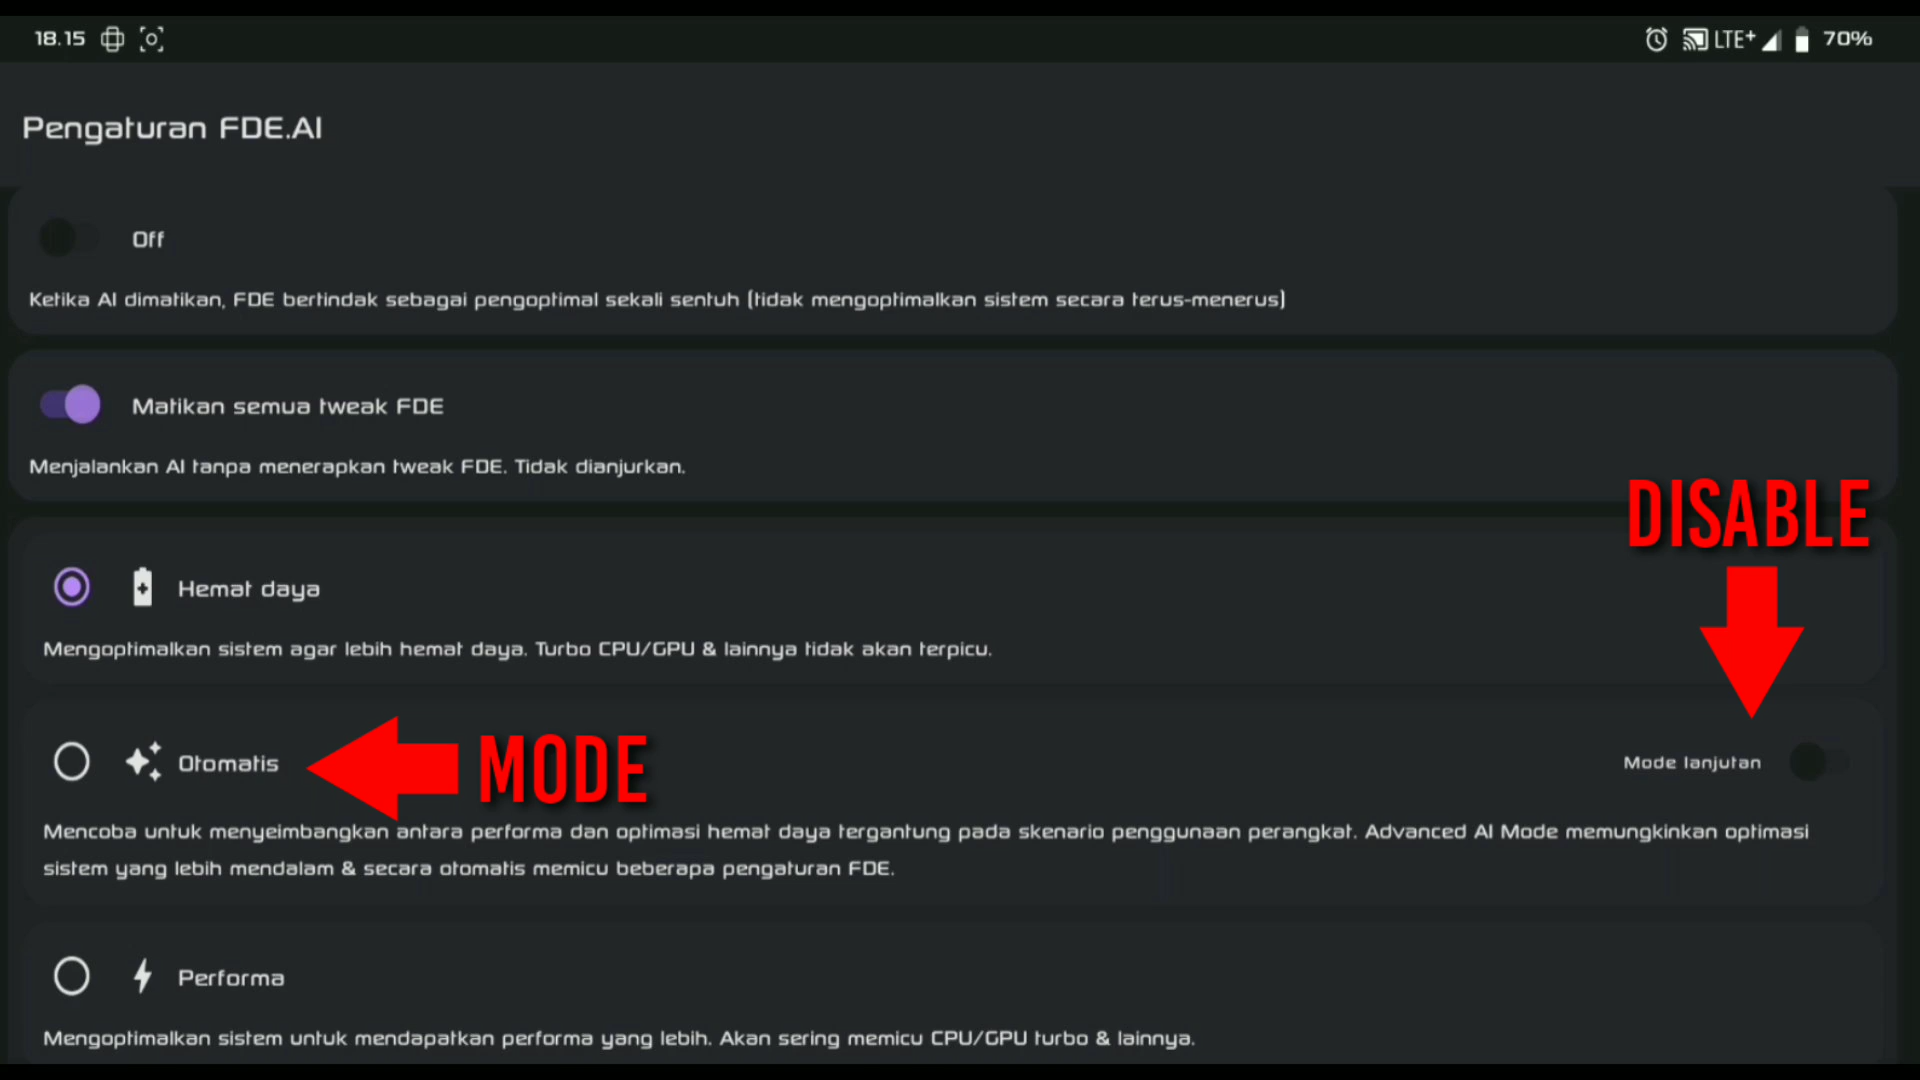 18.15 LTE+ 70%
Pengaturan FDE.AI
Off
Ketika AI dimatikan, FDE bertindak sebagai pengoptimal sekali sentuh (tidak mengoptimalkan sistem secara terus-menerus)
Matikan semua tweak FDE
Menjalankan AI tanpa menerapkan tweak FDE. Tidak dianjurkan.
DISABLE
Hemat daya
Mengoptimalkan sistem agar lebih hemat daya. Turbo CPU/GPU & lainnya tidak akan terpicu.
Otomatis MODE Mode lanjutan
Mencoba untuk menyeimbangkan antara performa dan optimasi hemat daya tergantung pada skenario penggunaan perangkat. Advanced AI Mode memungkinkan optimasi
sistem yang lebih mendalam & secara otomatis memicu beberapa pengaturan FDE.
Performa
Mengoptimalkan sistem untuk mendapatkan performa yang lebih. Akan sering memicu CPU/GPU turbo & lainnya.